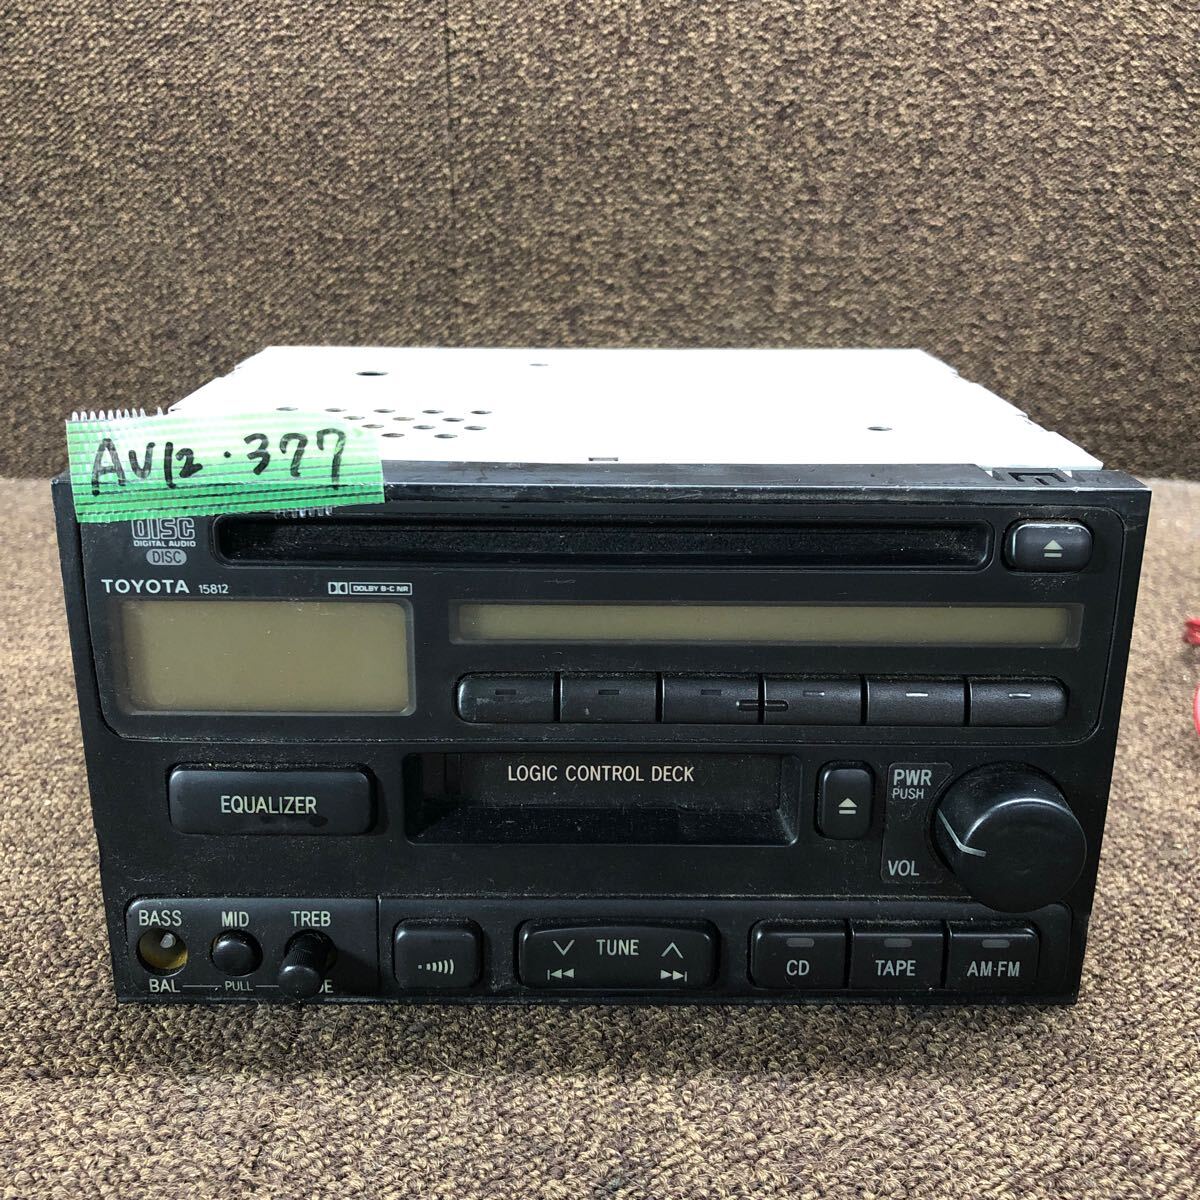 AV12・377
DISC
DIGITAL AUDIO
DISC
TOYOTA 15812
DOLBY B-C NR
LOGIC CONTROL DECK
EQUALIZER
PWR
PUSH
VOL
BASS MID TREB
BAL PULL
TUNE
CD TAPE AM・FM